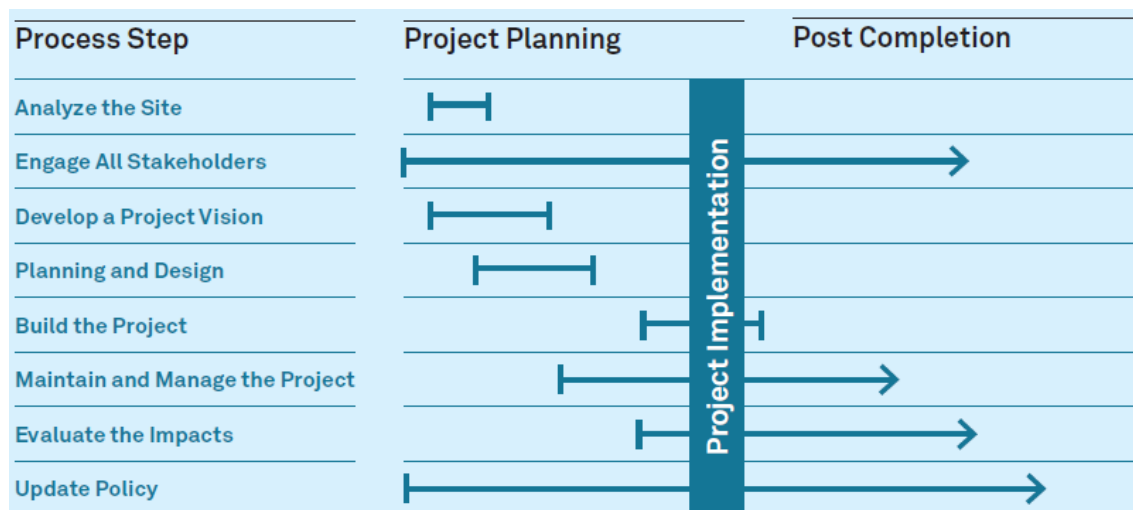 Process Step
Project Planning
Post Completion
Analyze the Site
Engage All Stakeholders
Develop a Project Vision
Planning and Design
Build the Project
Maintain and Manage the Project
Evaluate the Impacts
Update Policy
Project Implementation